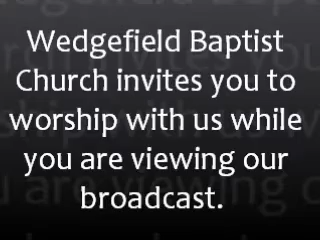 Wedgefield Baptist
Church invites you to
worship with us while
you are viewing our
broadcast.